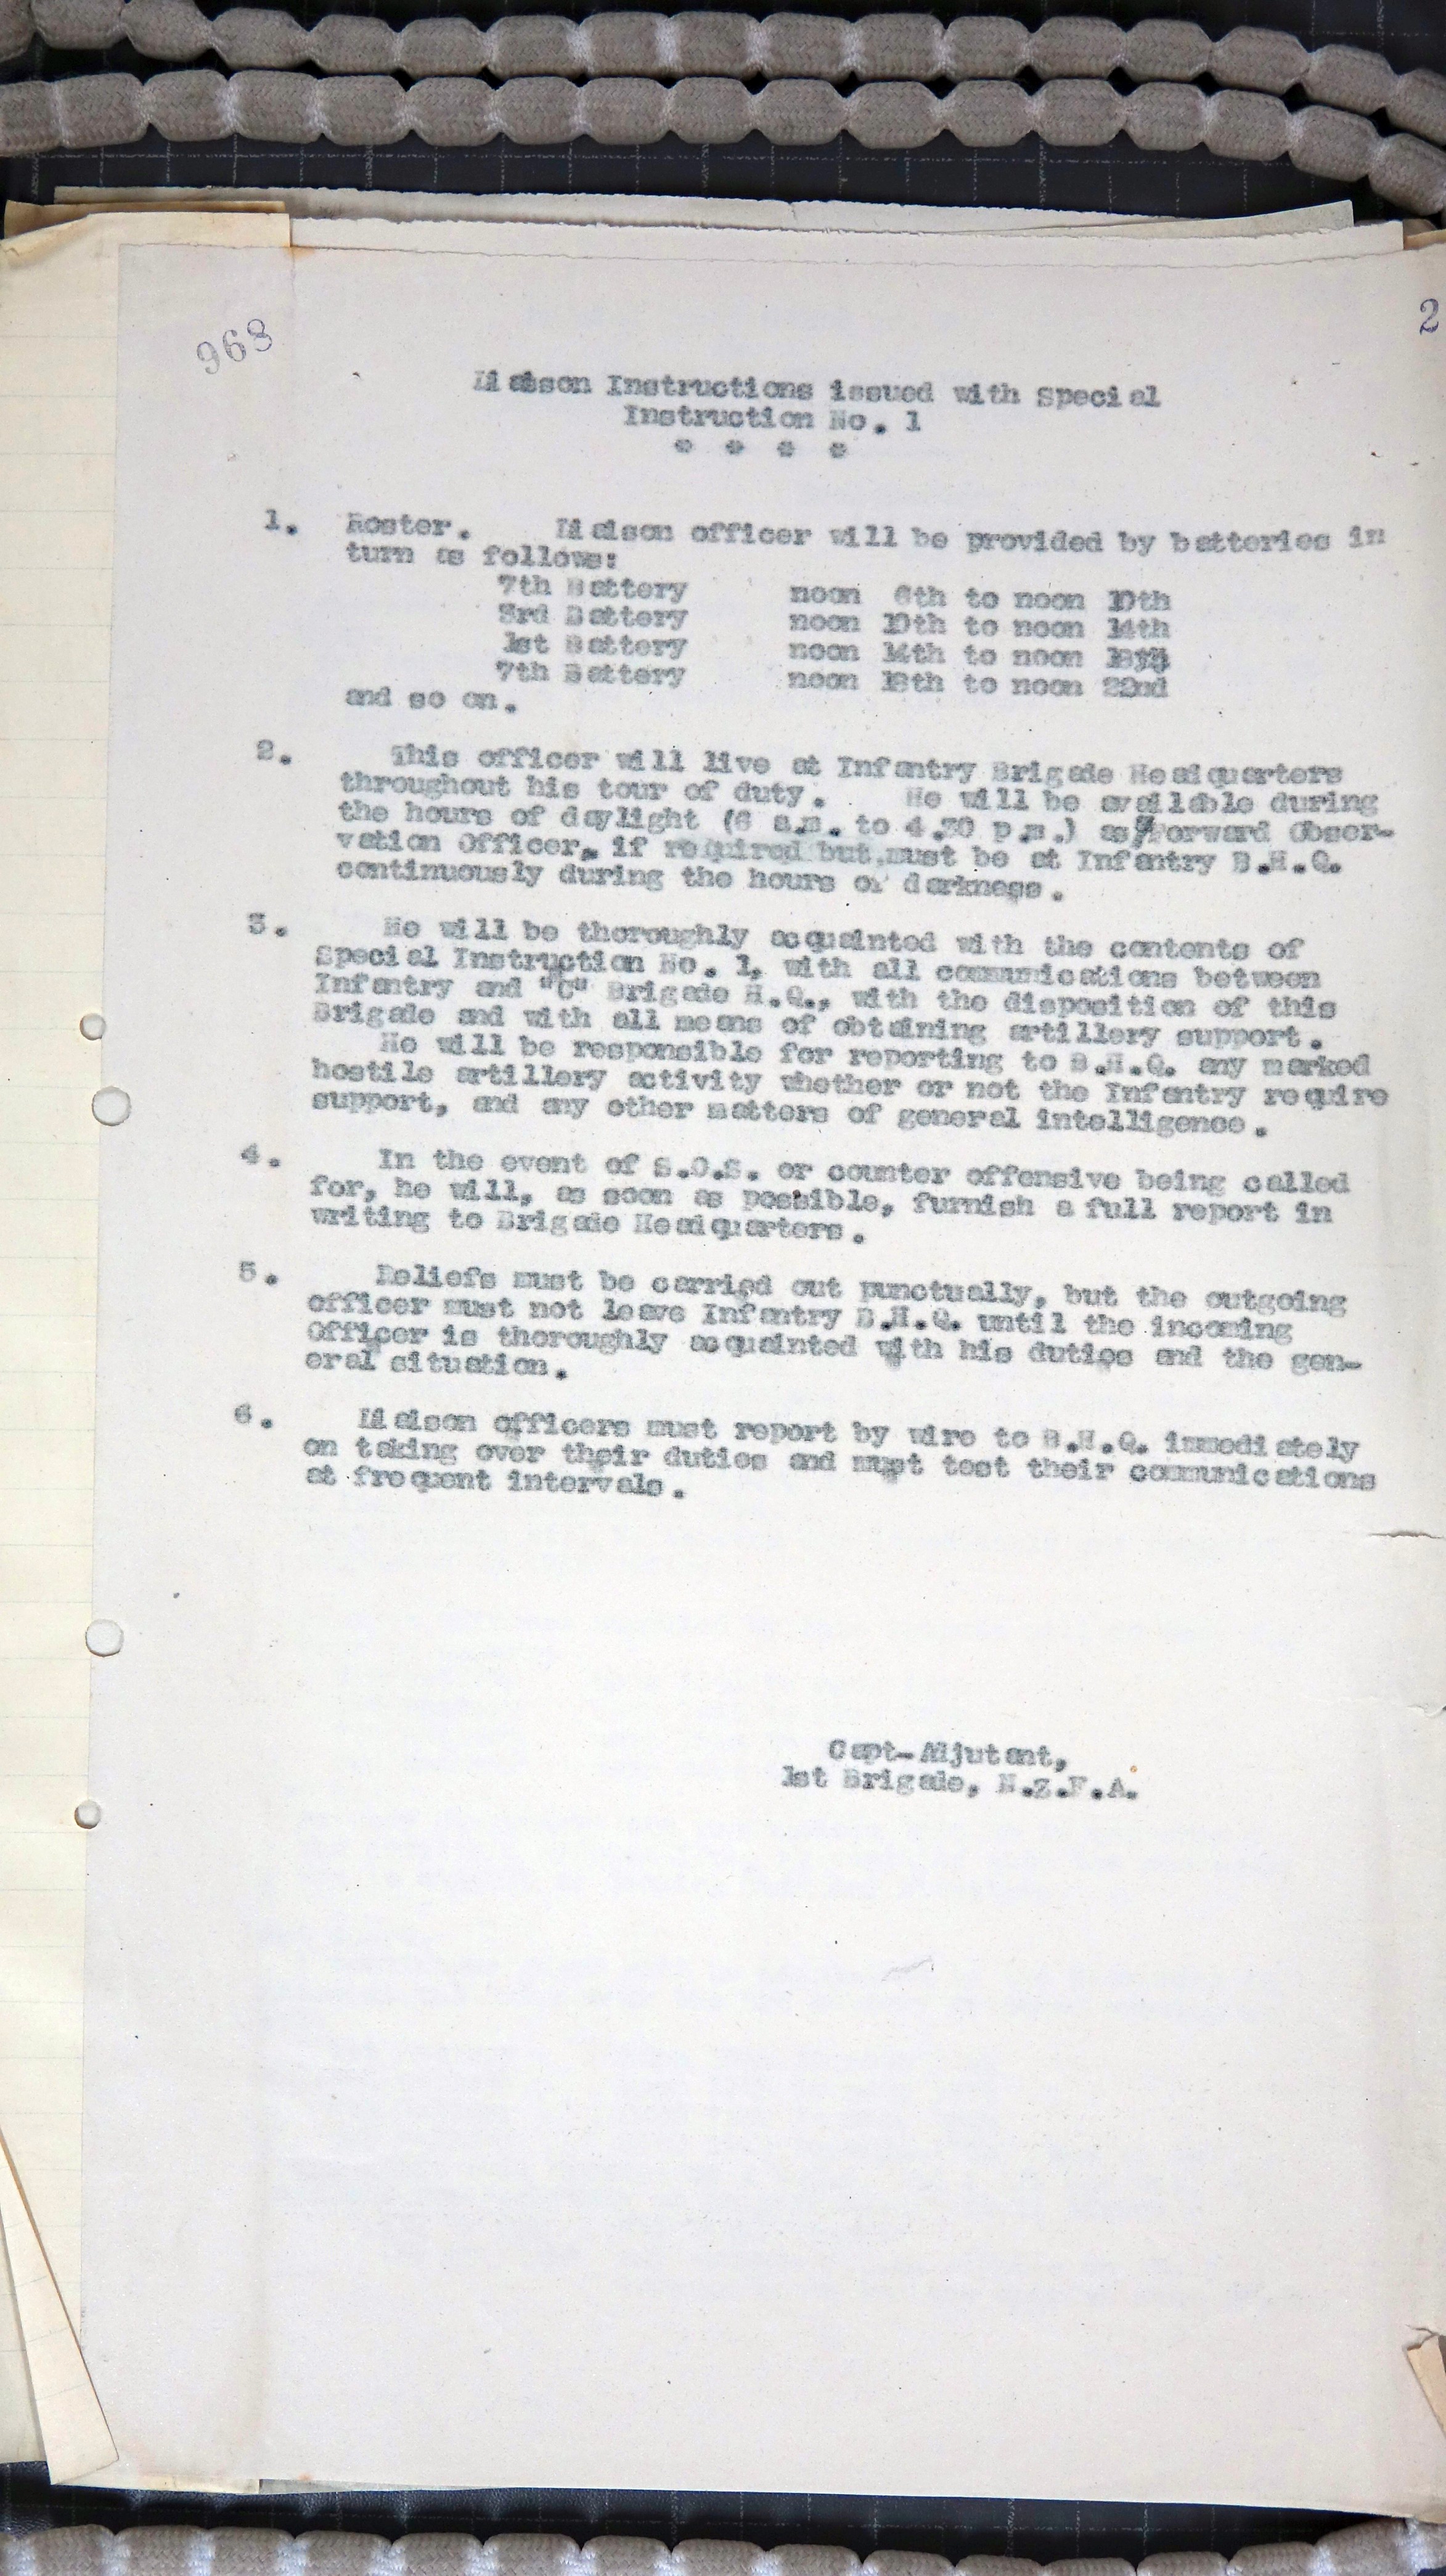 968
2
Liaison Instructions issued with Special
Instruction No. 1
* * * *
1. Roster. Liaison officer will be provided by batteries in
turn as follows:
7th Battery noon 6th to noon 10th
3rd Battery noon 10th to noon 14th
1st Battery noon 14th to noon 18th
7th Battery noon 18th to noon 22nd
and so on.
2. This officer will live at Infantry Brigade Headquarters
throughout his tour of duty. He will be available during
the hours of daylight (6 a.m. to 4.30 p.m.) as Forward Obser-
vation Officer, if required but must be at Infantry B.H.Q.
continuously during the hours of darkness.
3. He will be thoroughly acquainted with the contents of
Special Instruction No. 1, with all communications between
Infantry and "C" Brigade H.Q., with the disposition of this
Brigade and with all means of obtaining artillery support.
He will be responsible for reporting to B.H.Q. any marked
hostile artillery activity whether or not the Infantry require
support, and any other matters of general intelligence.
4. In the event of S.O.S. or counter offensive being called
for, he will, as soon as possible, furnish a full report in
writing to Brigade Headquarters.
5. Reliefs must be carried out punctually, but the outgoing
officer must not leave Infantry B.H.Q. until the incoming
Officer is thoroughly acquainted with his duties and the gen-
eral situation.
6. Liaison officers must report by wire to B.H.Q. immediately
on taking over their duties and must test their communications
at frequent intervals.
Capt-Adjutant,
1st Brigade, N.Z.F.A.